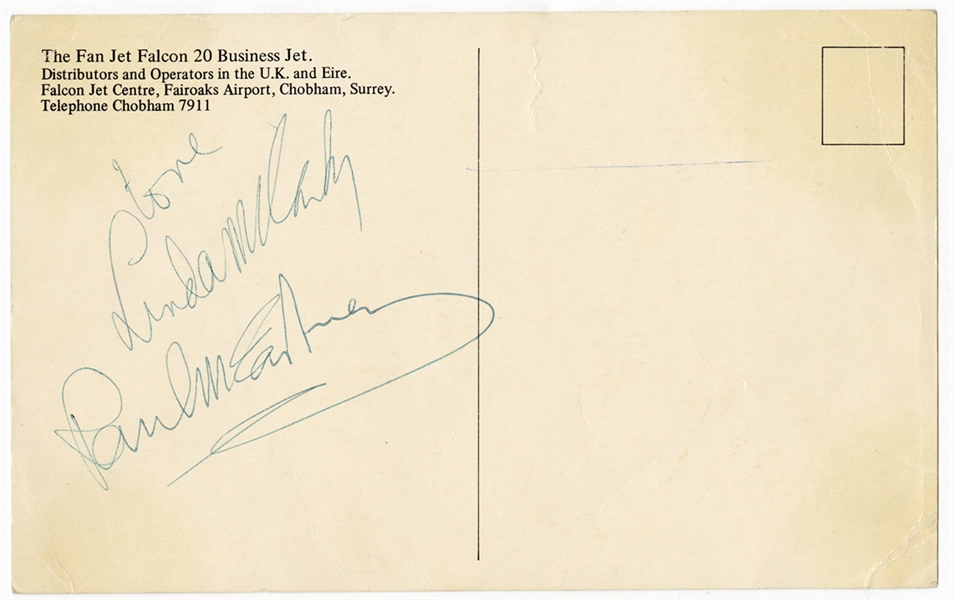 The Fan Jet Falcon 20 Business Jet.
Distributors and Operators in the U.K. and Eire.
Falcon Jet Centre, Fairoaks Airport, Chobham, Surrey.
Telephone Chobham 7911
love
Linda McCartney
Paul McEastman